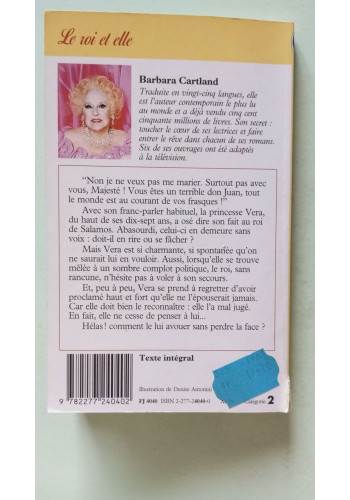 Le roi et elle
Barbara Cartland
Traduite en vingt-cinq langues, elle
est l'auteur contemporain le plus lu
au monde et a déjà vendu cinq cent
cinquante millions de livres. Son secret :
toucher le cœur de ses lectrices et faire
entrer le rêve dans chacun de ses romans.
Six de ses ouvrages ont été adaptés
à la télévision.
"Non je ne veux pas me marier. Surtout pas avec
vous, Majesté ! Vous êtes un terrible don Juan, tout
le monde est au courant de vos frasques !"
Avec son franc-parler habituel, la princesse Vera,
du haut de ses dix-sept ans, a osé dire son fait au roi
de Salamos. Abasourdi, celui-ci en demeure sans
voix : doit-il en rire ou se fâcher ?
Mais Vera est si charmante, si spontanée qu'on
ne saurait lui en vouloir. Aussi, lorsqu'elle se trouve
mêlée à un sombre complot politique, le roi, sans
rancune, n'hésite pas à voler à son secours.
Et, peu à peu, Vera se prend à regretter d'avoir
proclamé haut et fort qu'elle ne l'épouserait jamais.
Car elle doit bien le reconnaître : elle l'a mal jugé.
En fait, elle ne cesse de penser à lui...
Hélas ! comment le lui avouer sans perdre la face ?
Texte intégral
Illustration de Denise Antonini
9 782277 240402
FJ 4040 ISBN 2-277-24040-0
Catégorie 2